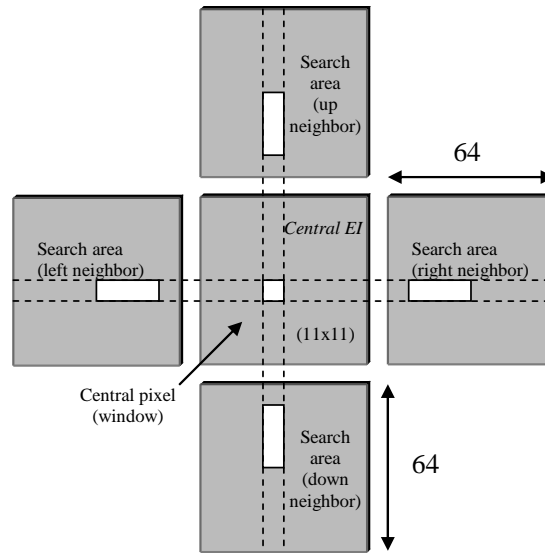 Search
area
(up
neighbor)
64
Central EI
Search area
(left neighbor)
Search area
(right neighbor)
(11x11)
Central pixel
(window)
Search
area
(down
neighbor)
64